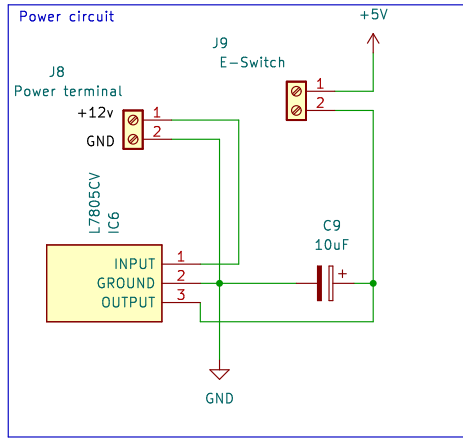 Power circuit
+5V
J9
E-Switch
J8
Power terminal
1
2
+12v
1
GND
2
L7805CV
IC6
C9
10uF
INPUT
1
GROUND
2
+
OUTPUT
3
GND